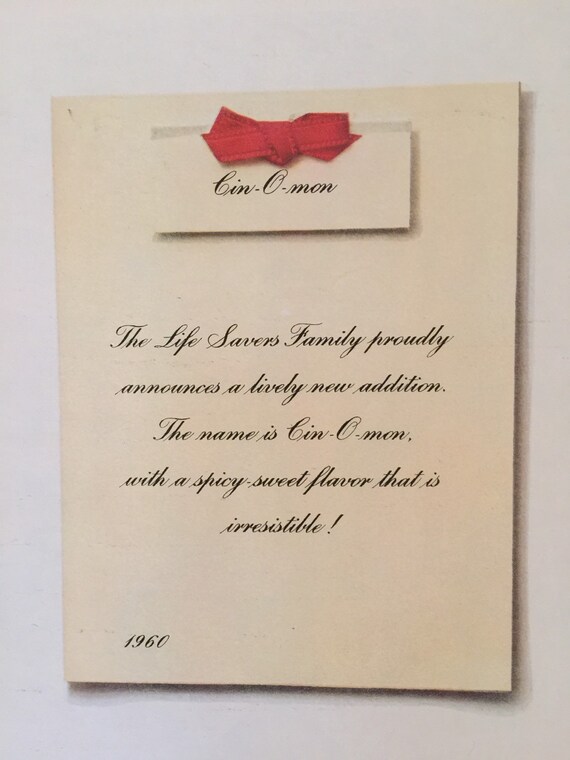 Cin-O-mon
The Life Savers Family proudly
announces a lively new addition.
The name is Cin-O-mon,
with a spicy-sweet flavor that is
irresistible!
1960